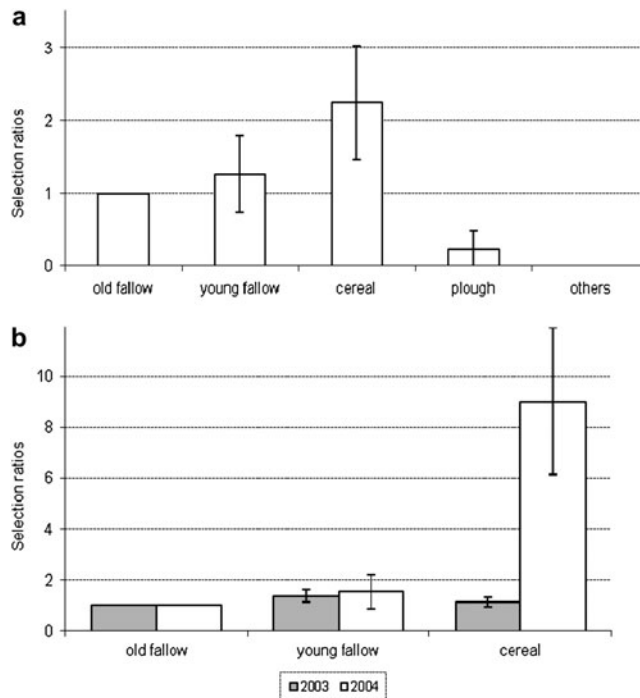 a
Selection ratios
3
2
1
0
old fallow
young fallow
cereal
plough
others
b
Selection ratios
10
8
6
4
2
0
old fallow
young fallow
cereal
2003
2004